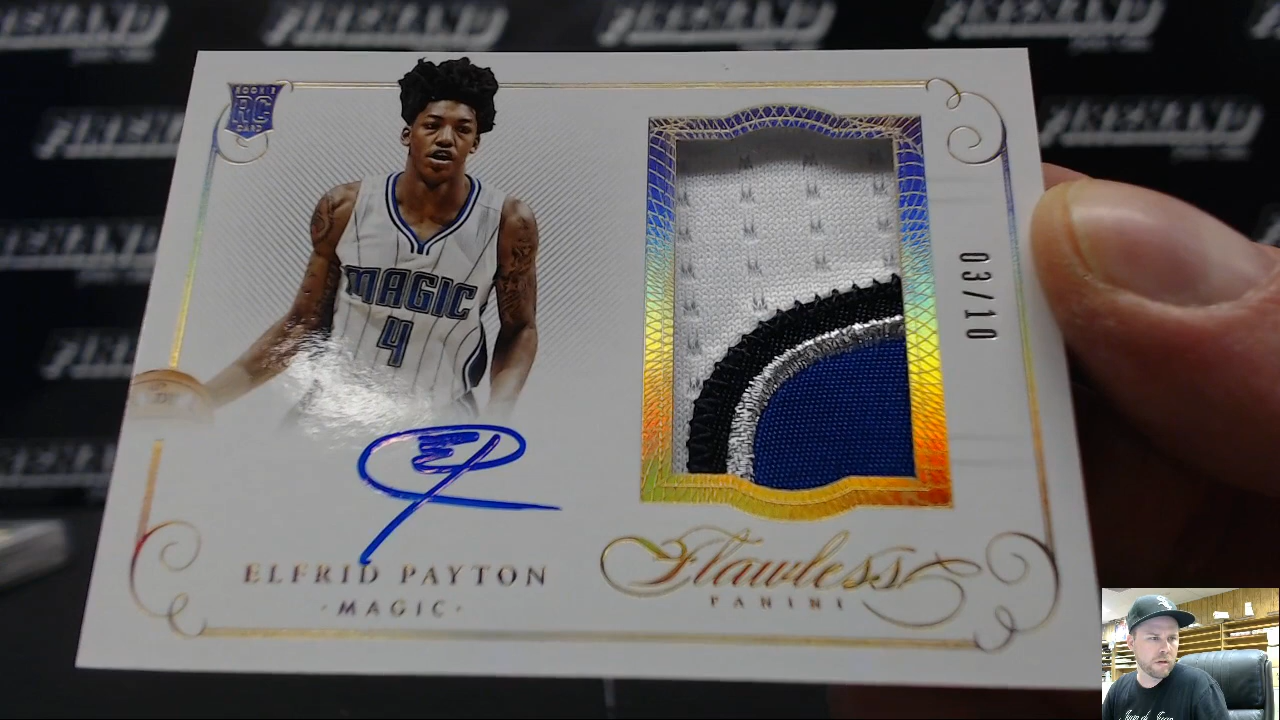 ROOKIE
RC
CARD
MAGIC
4
03/10
ELFRID PAYTON
·MAGIC·
Flawless
PANINI